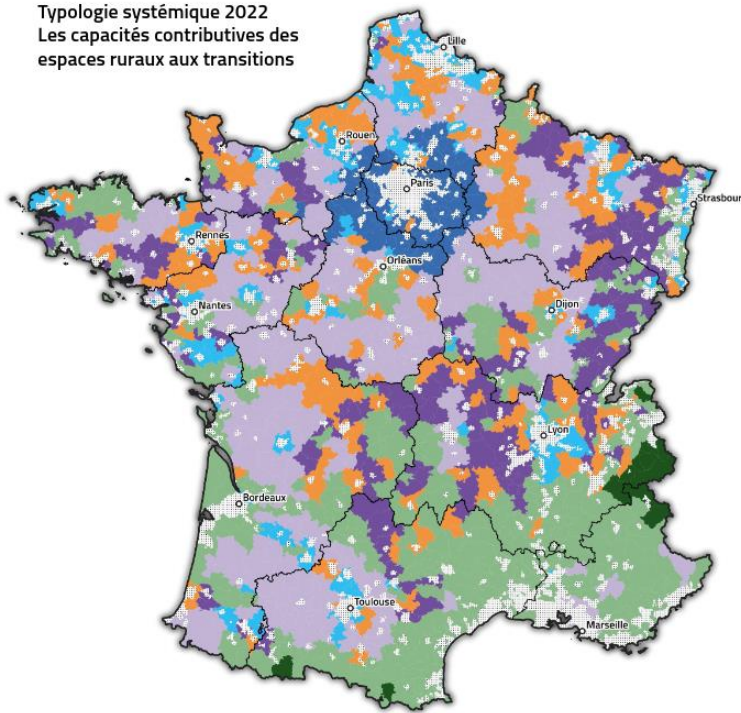 Typologie systémique 2022
Les capacités contributives des
espaces ruraux aux transitions
Lille
Rouen
Paris
Strasbour
Rennes
Orléans
Nantes
Dijon
Lyon
Bordeaux
Toulouse
Marseille